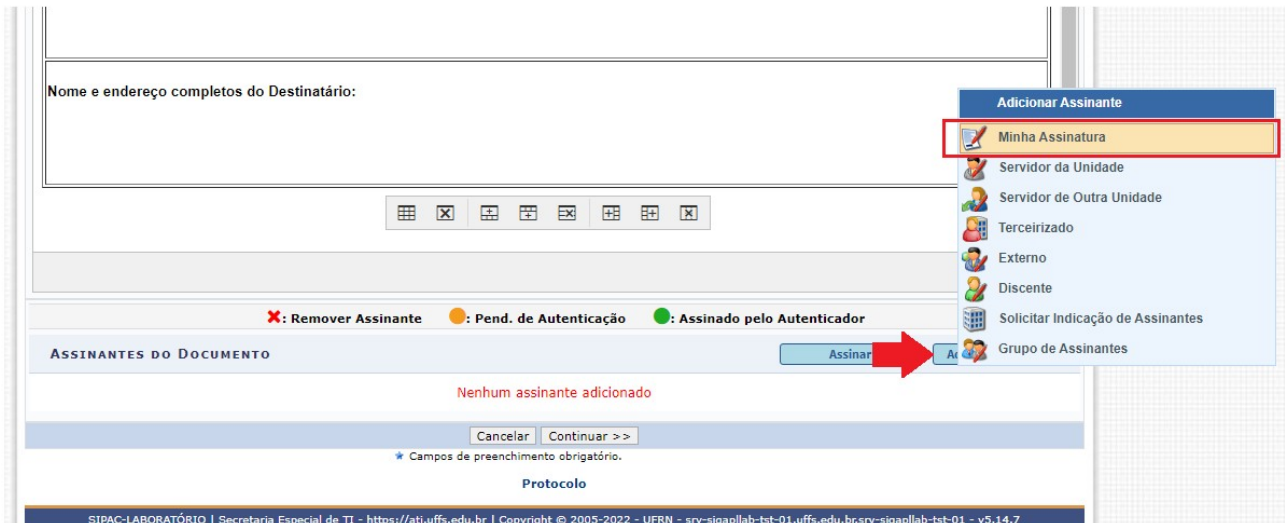 Nome e endereço completos do Destinatário:
Adicionar Assinante
Minha Assinatura
Servidor da Unidade
Servidor de Outra Unidade
Terceirizado
Externo
Discente
Solicitar Indicação de Assinantes
Grupo de Assinantes
: Remover Assinante : Pend. de Autenticação : Assinado pelo Autenticador
ASSINANTES DO DOCUMENTO
Assinar
Nenhum assinante adicionado
Cancelar Continuar >>
Campos de preenchimento obrigatório.
Protocolo
SIPAC-LABORATÓRIO | Secretaria Especial de TI - https://ati.uffs.edu.br | Copyright © 2005-2022 - UFRN - srv-sigapllab-tst-01.uffs.edu.br.srv-sigapllab-tst-01 - v5.14.7